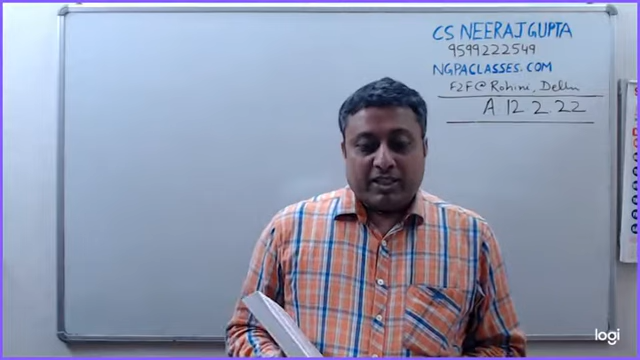 CS NEERAJ GUPTA
9599222549
NGPACLASSES.COM
F2F@ Rohini, Delhi
A 12 2.22
logi